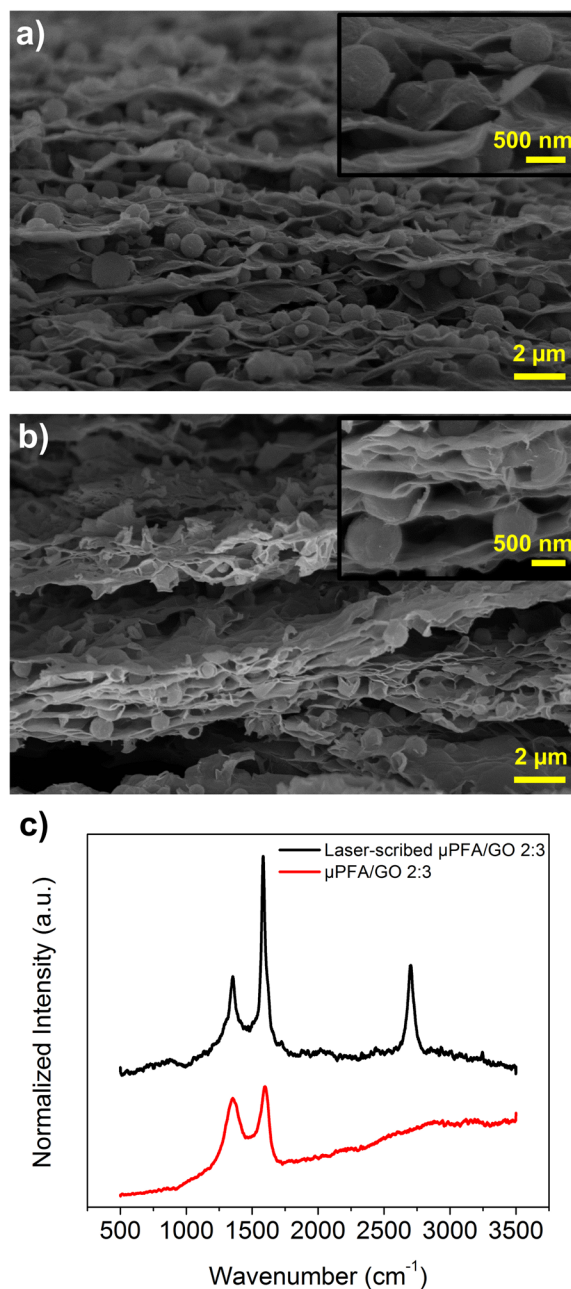 a)
500 nm
2 µm
b)
500 nm
2 µm
c)
Laser-scribed µPFA/GO 2:3
µPFA/GO 2:3
Normalized Intensity (a.u.)
500 1000 1500 2000 2500 3000 3500
Wavenumber (cm⁻¹)